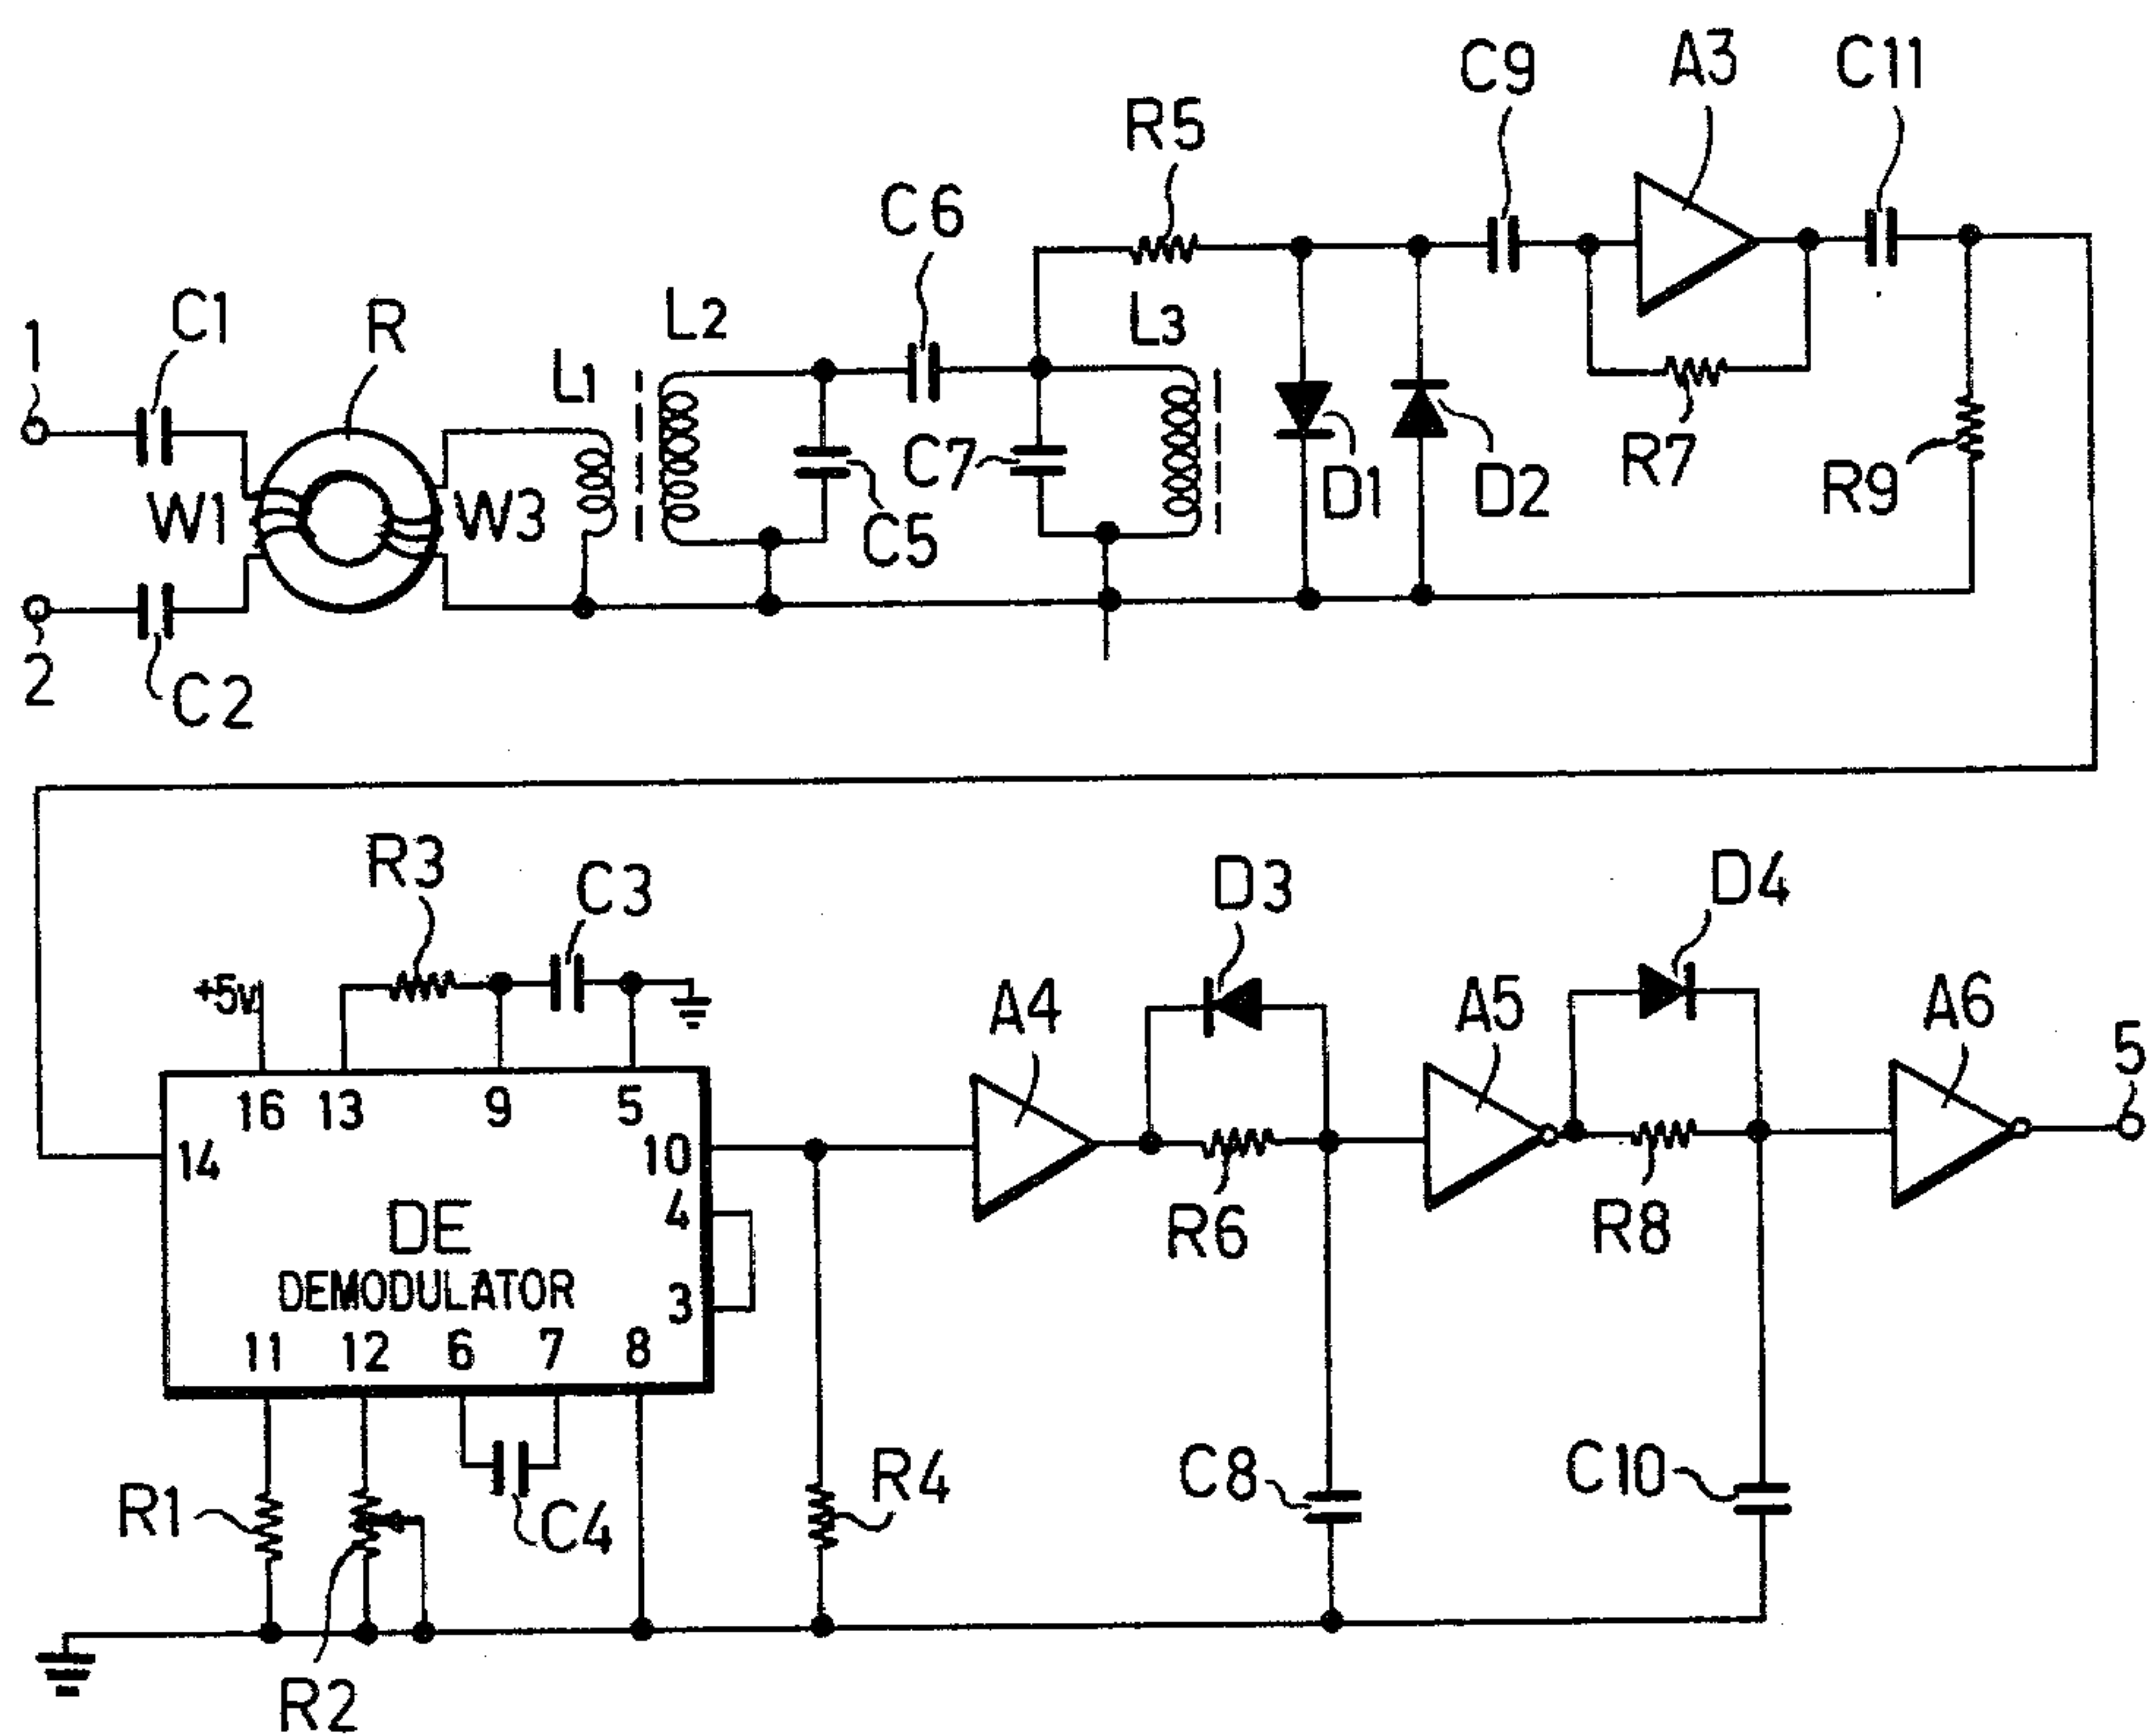 C9 A3 C11
R5
C6
1 C1 R L1 L2 L3
W1 W3 C7 C5 D1 D2 R7 R9
2 C2
R3 C3 D3 D4
+5V A4 A5 A6 5
16 13 9 5
14 10
4
DE
DEMODULATOR 3
R6 R8
11 12 6 7 8
R1 C4 R4 C8 C10
R2